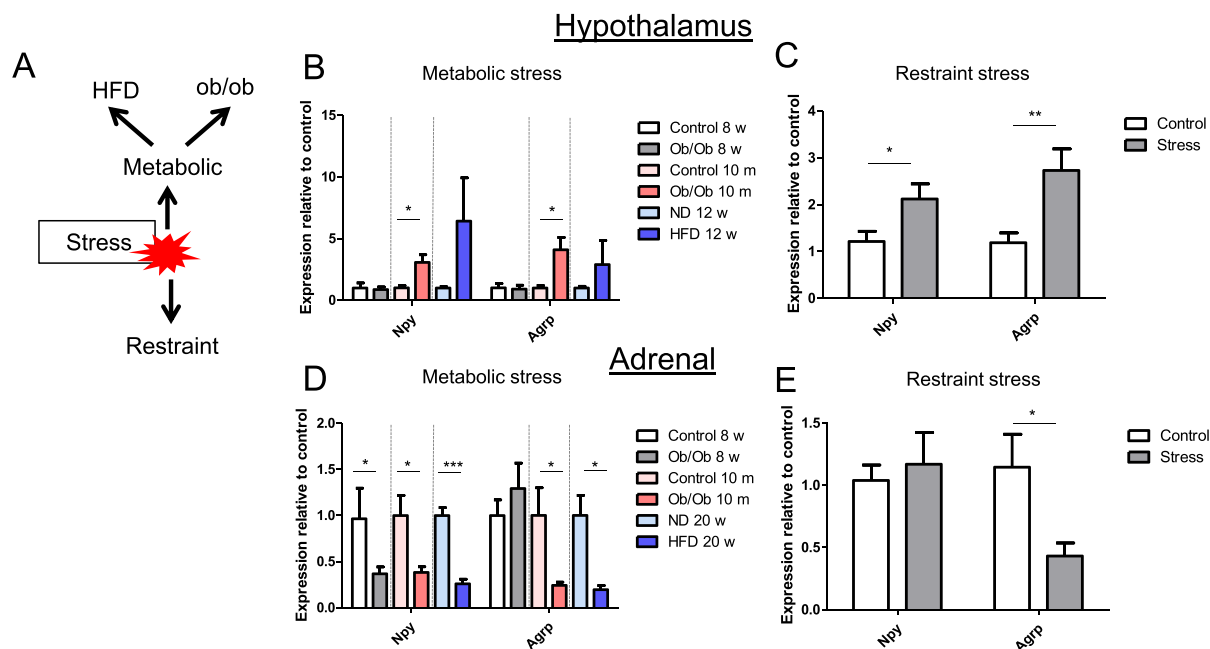 Hypothalamus
A
HFD
ob/ob
Metabolic
Stress
Restraint
B
Metabolic stress
Expression relative to control
15
10
5
0
*
*
Npy
Agrp
Control 8 w
Ob/Ob 8 w
Control 10 m
Ob/Ob 10 m
ND 12 w
HFD 12 w
C
Restraint stress
Expression relative to control
4
3
2
1
0
*
**
Npy
Agrp
Control
Stress
Adrenal
D
Metabolic stress
Expression relative to control
2.0
1.5
1.0
0.5
0.0
*
*
***
*
*
Npy
Agrp
Control 8 w
Ob/Ob 8 w
Control 10 m
Ob/Ob 10 m
ND 20 w
HFD 20 w
E
Restraint stress
Expression relative to control
1.5
1.0
0.5
0.0
*
Npy
Agrp
Control
Stress